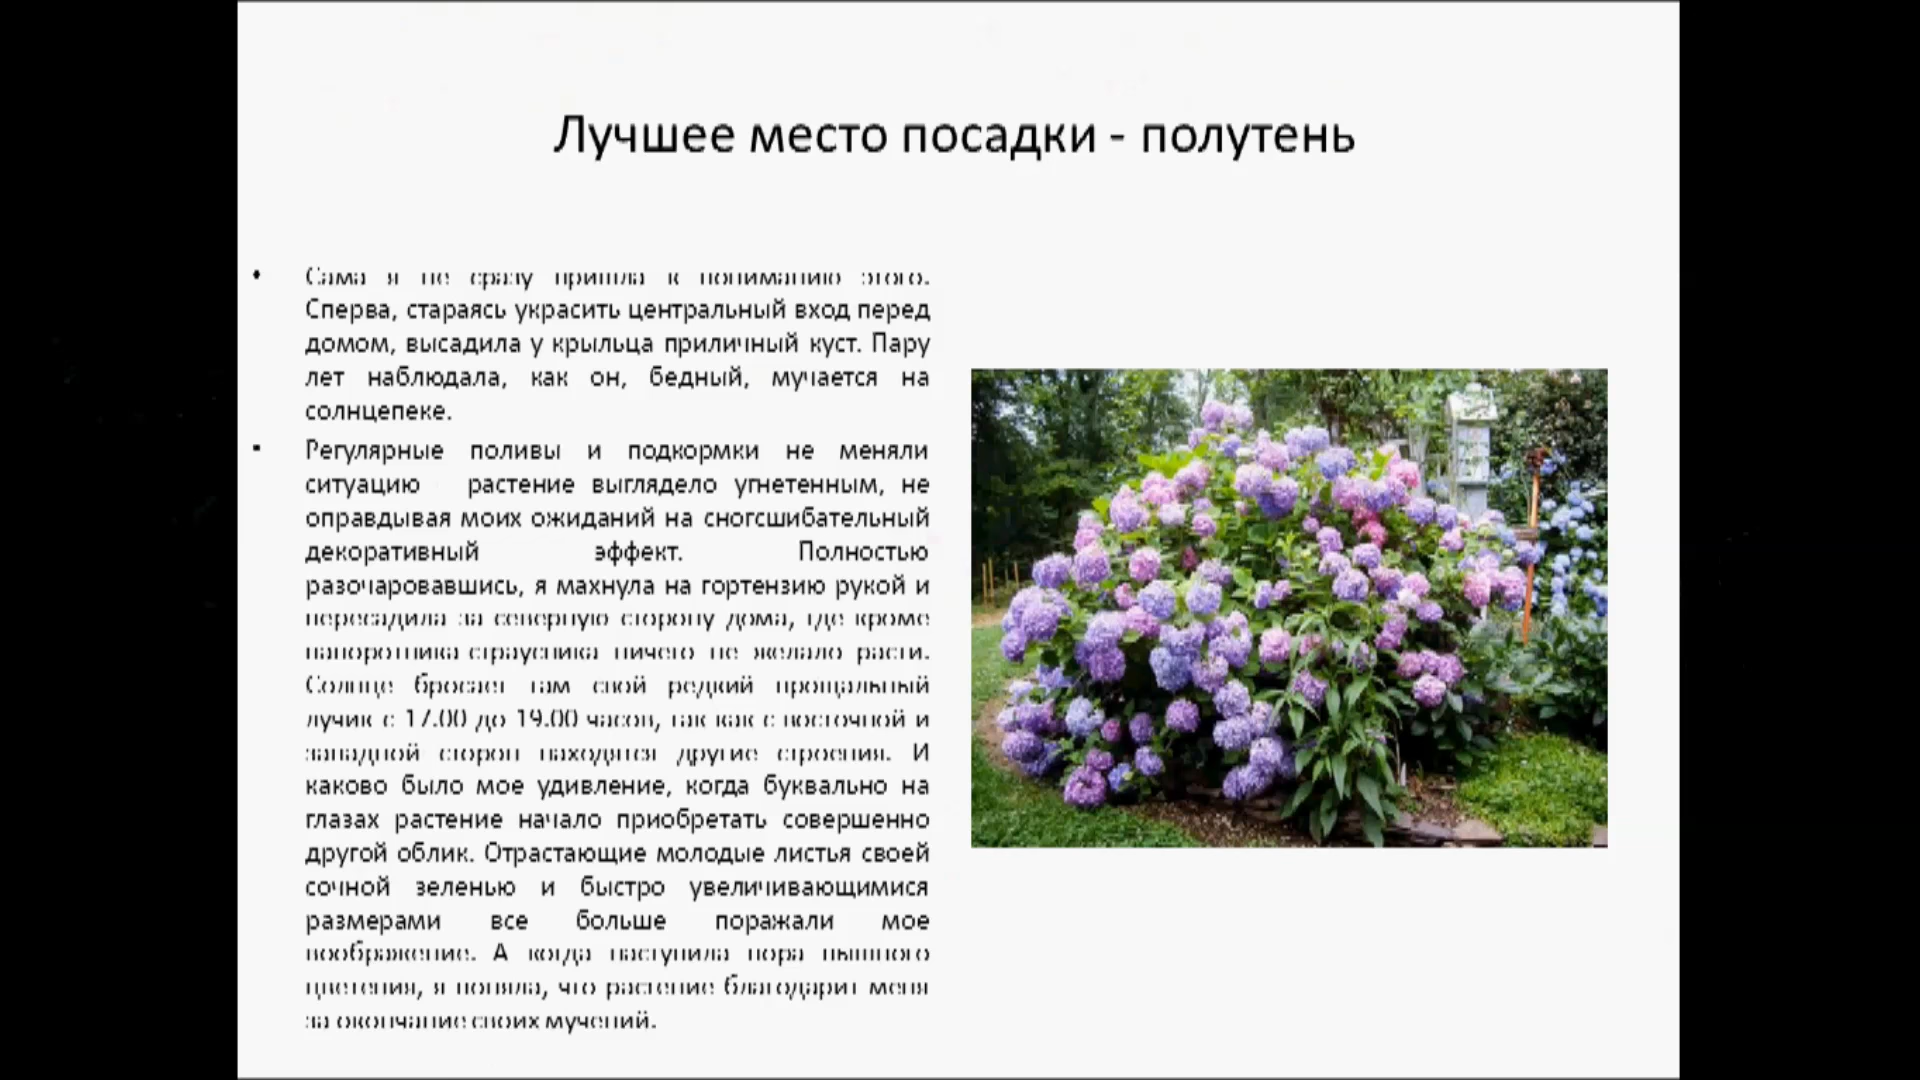 Лучшее место посадки - полутень
• Сама я не сразу пришла к пониманию этого.
Сперва, стараясь украсить центральный вход перед
домом, высадила у крыльца приличный куст. Пару
лет наблюдала, как он, бедный, мучается на
солнцепеке.
• Регулярные поливы и подкормки не меняли
ситуацию растение выглядело угнетенным, не
оправдывая моих ожиданий на сногсшибательный
декоративный эффект. Полностью
разочаровавшись, я махнула на гортензию рукой и
пересадила за северную сторону дома, где кроме
папоротника страусника ничего не желало расти.
Солнце бросает там свой редкий прощальный
лучик с 17.00 до 19.00 часов, так как с восточной и
западной сторон находятся другие строения. И
каково было мое удивление, когда буквально на
глазах растение начало приобретать совершенно
другой облик. Отрастающие молодые листья своей
сочной зеленью и быстро увеличивающимися
размерами все больше поражали мое
воображение. А когда наступила пора пышного
цветения, я поняла, что растение благодарит меня
за окончание своих мучений.